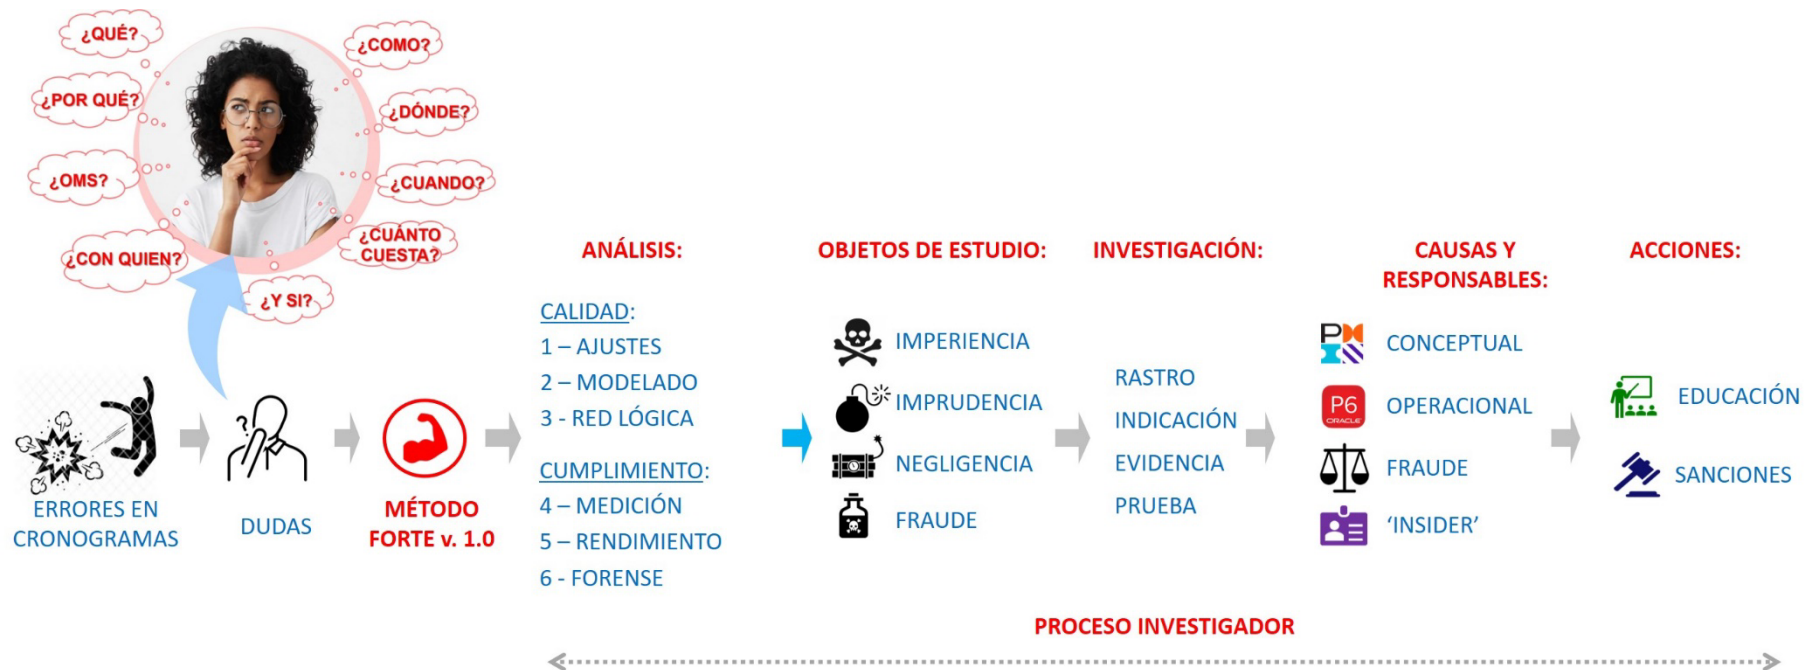 ¿QUÉ?
¿COMO?
¿POR QUÉ?
¿DÓNDE?
¿OMS?
¿CUANDO?
¿CON QUIEN?
¿CUÁNTO
CUESTA?
¿Y SI?
ERRORES EN
CRONOGRAMAS
?
?
DUDAS
MÉTODO
FORTE v. 1.0
ANÁLISIS:
CALIDAD:
1 – AJUSTES
2 – MODELADO
3 - RED LÓGICA
CUMPLIMIENTO:
4 – MEDICIÓN
5 – RENDIMIENTO
6 - FORENSE
OBJETOS DE ESTUDIO:
IMPERIENCIA
IMPRUDENCIA
NEGLIGENCIA
FRAUDE
INVESTIGACIÓN:
RASTRO
INDICACIÓN
EVIDENCIA
PRUEBA
CAUSAS Y
RESPONSABLES:
CONCEPTUAL
P6
ORACLE
OPERACIONAL
FRAUDE
‘INSIDER’
ACCIONES:
EDUCACIÓN
SANCIONES
PROCESO INVESTIGADOR